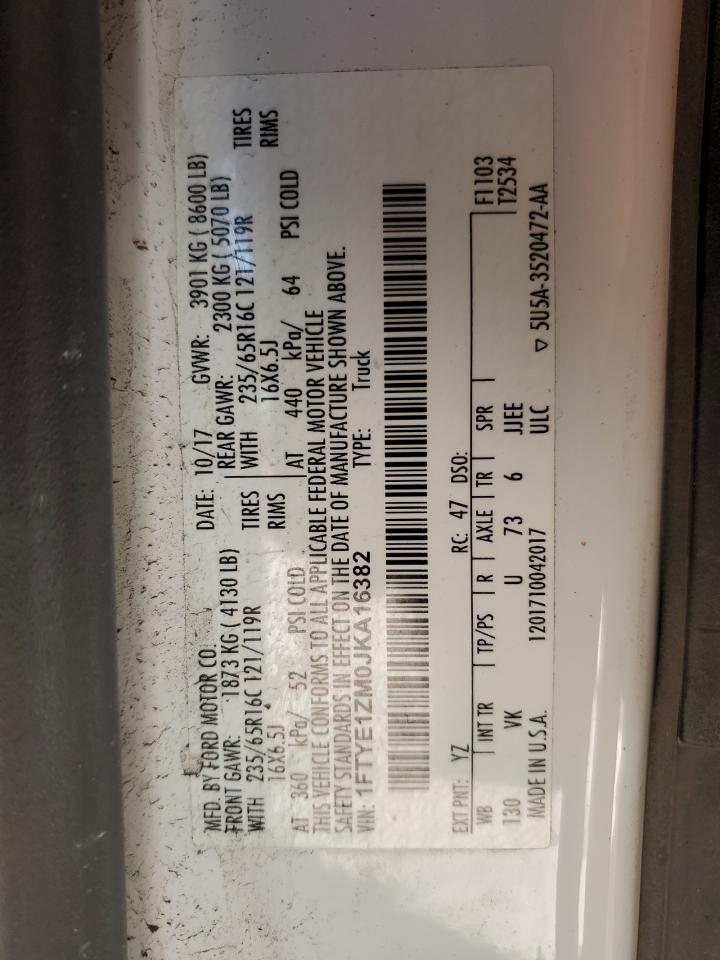 MFD. BY FORD MOTOR CO. DATE: 10/17 GVWR: 3901 KG ( 8600 LB)
FRONT GAWR: 1873 KG ( 4130 LB) REAR GAWR: 2300 KG ( 5070 LB)
WITH 235/65R16C 121/119R TIRES WITH 235/65R16C 121/119R TIRES
16X6.5J RIMS 16X6.5J RIMS
AT 360 kPa/ 52 PSI COLD AT 440 kPa/ 64 PSI COLD
THIS VEHICLE CONFORMS TO ALL APPLICABLE FEDERAL MOTOR VEHICLE
SAFETY STANDARDS IN EFFECT ON THE DATE OF MANUFACTURE SHOWN ABOVE.
VIN: 1FTYE1ZM0JKA16382 TYPE: Truck
EXT PNT: YZ RC: 47 DSO:
WB INT TR TP/PS R AXLE TR SPR F1103
130 VK U 73 6 JJEE T2534
MADE IN U.S.A. 1201710042017 ULC ▽ 5U5A-3520472-AA